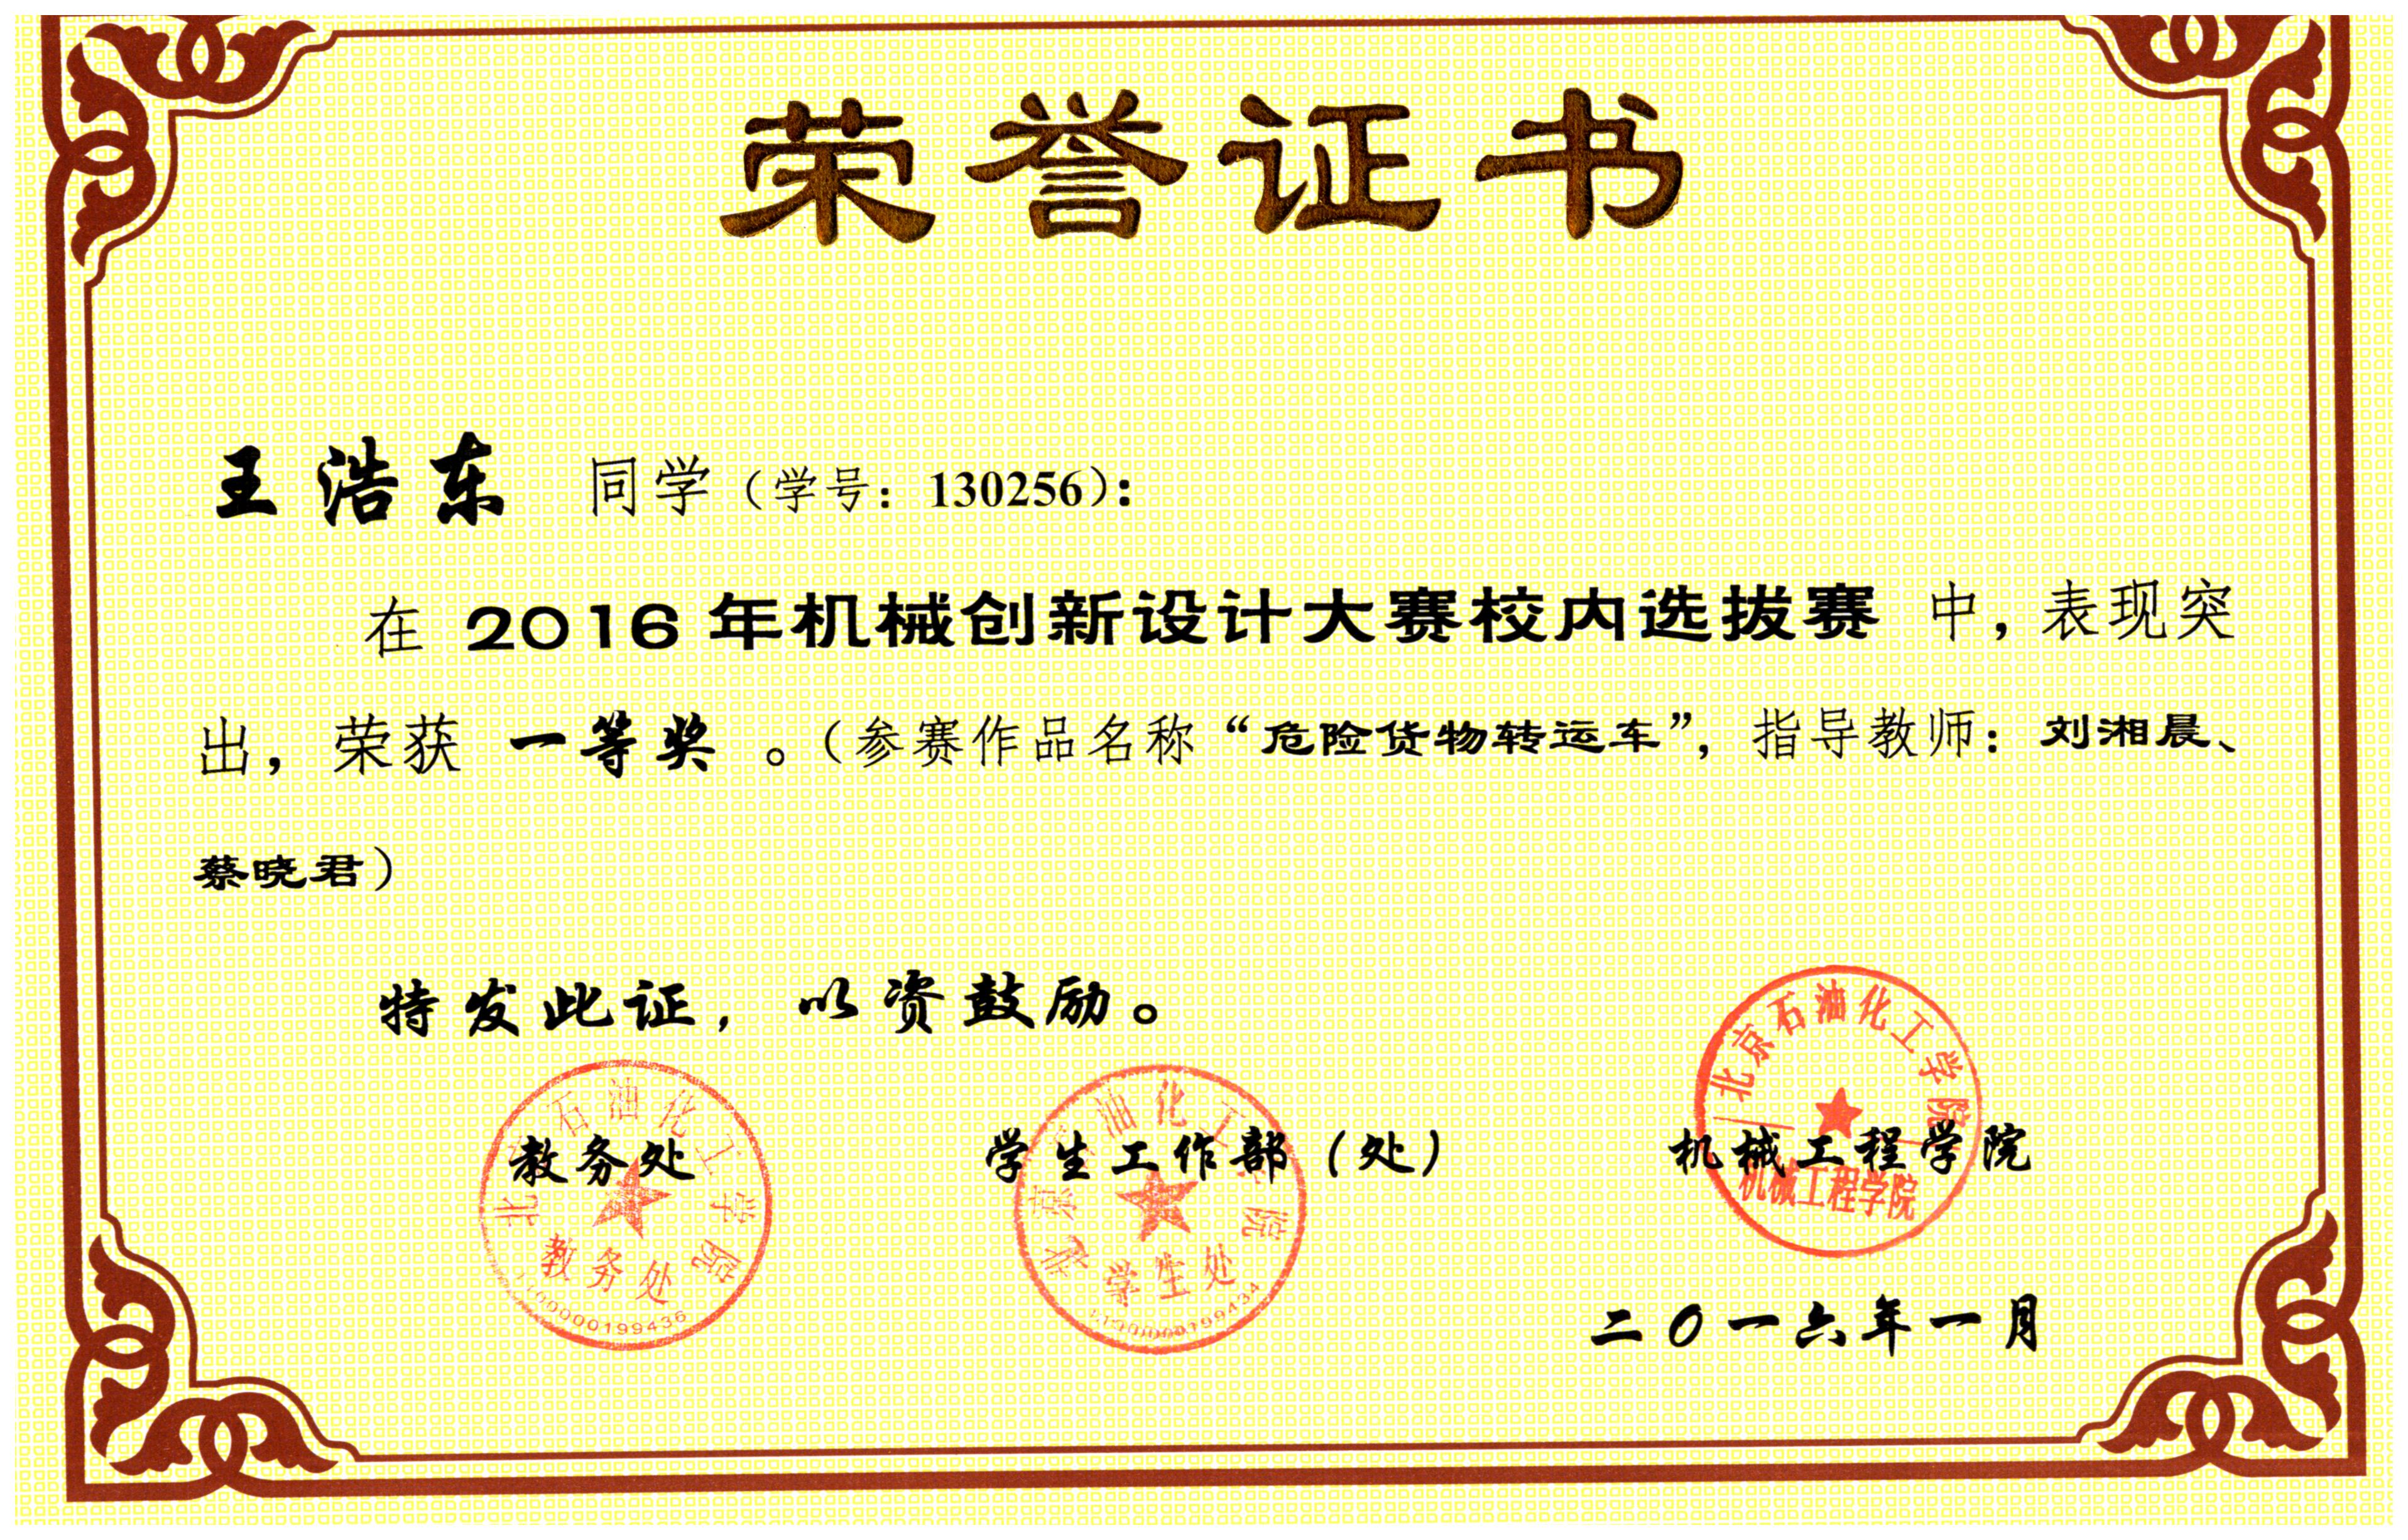 荣誉证书
王浩东 同学（学号：130256）：
在 2016年机械创新设计大赛校内选拔赛 中，表现突
出，荣获 一等奖 。（参赛作品名称“危险货物转运车”，指导教师：刘湘晨、
蔡晓君）
特发此证，以资鼓励。
北京石油化工学院
机械工程学院
教务处 学生工作部（处） 机械工程学院
石油化工学院
教务处
1100000199436
北京石油化工学院
学生处
二〇一六年一月